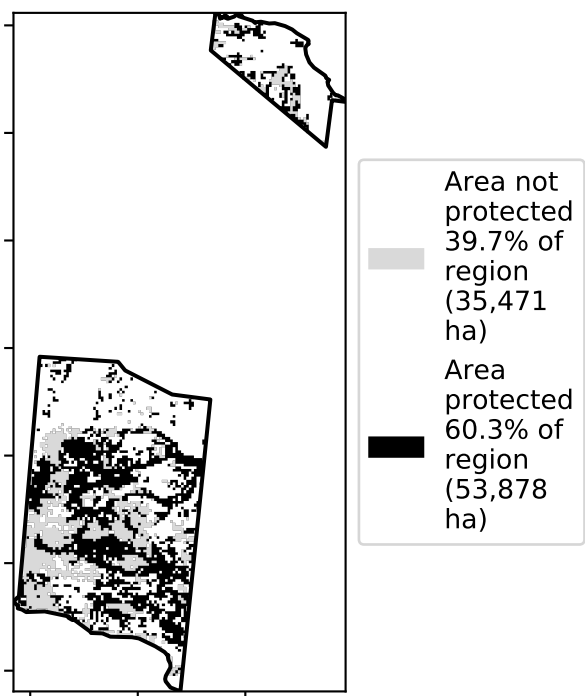 Area not
protected
39.7% of
region
(35,471
ha)
Area
protected
60.3% of
region
(53,878
ha)